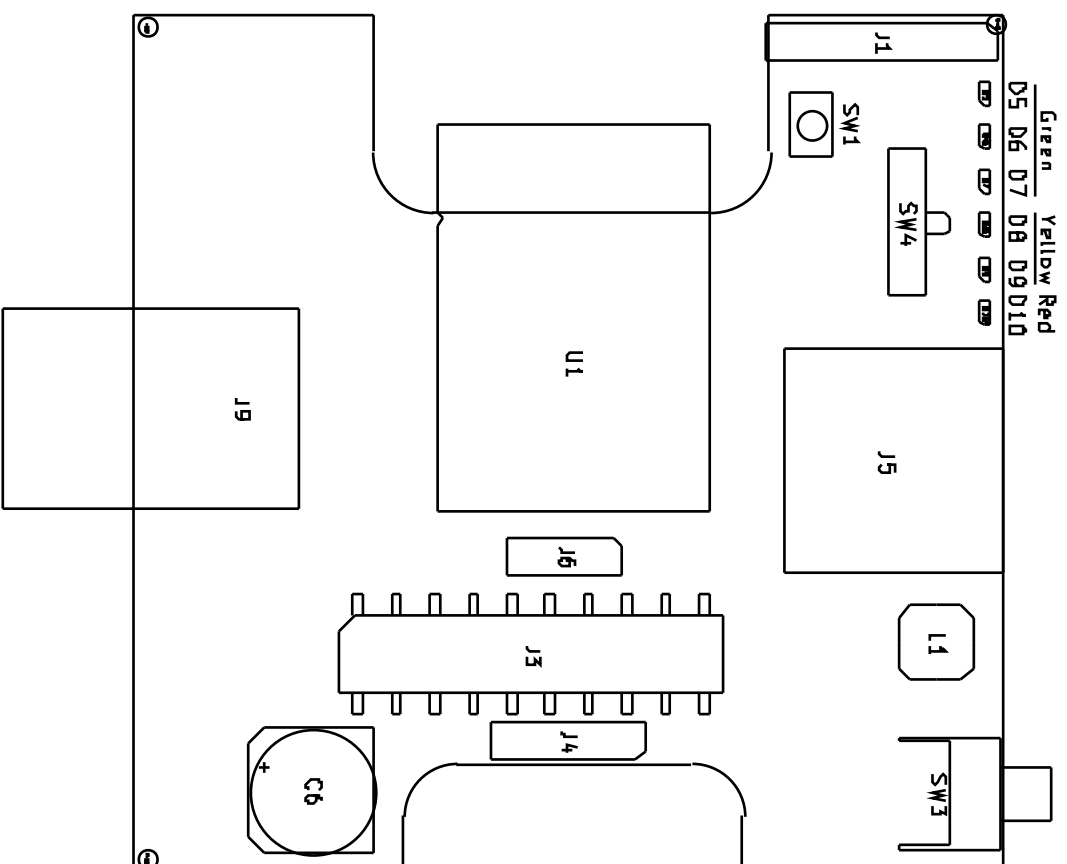 J1
SW1
D5 D6 D7 D8 D9 D10
Green Yellow Red
SW4
U1
J9
J5
J6
L1
J3
J4
C6
+
SW3